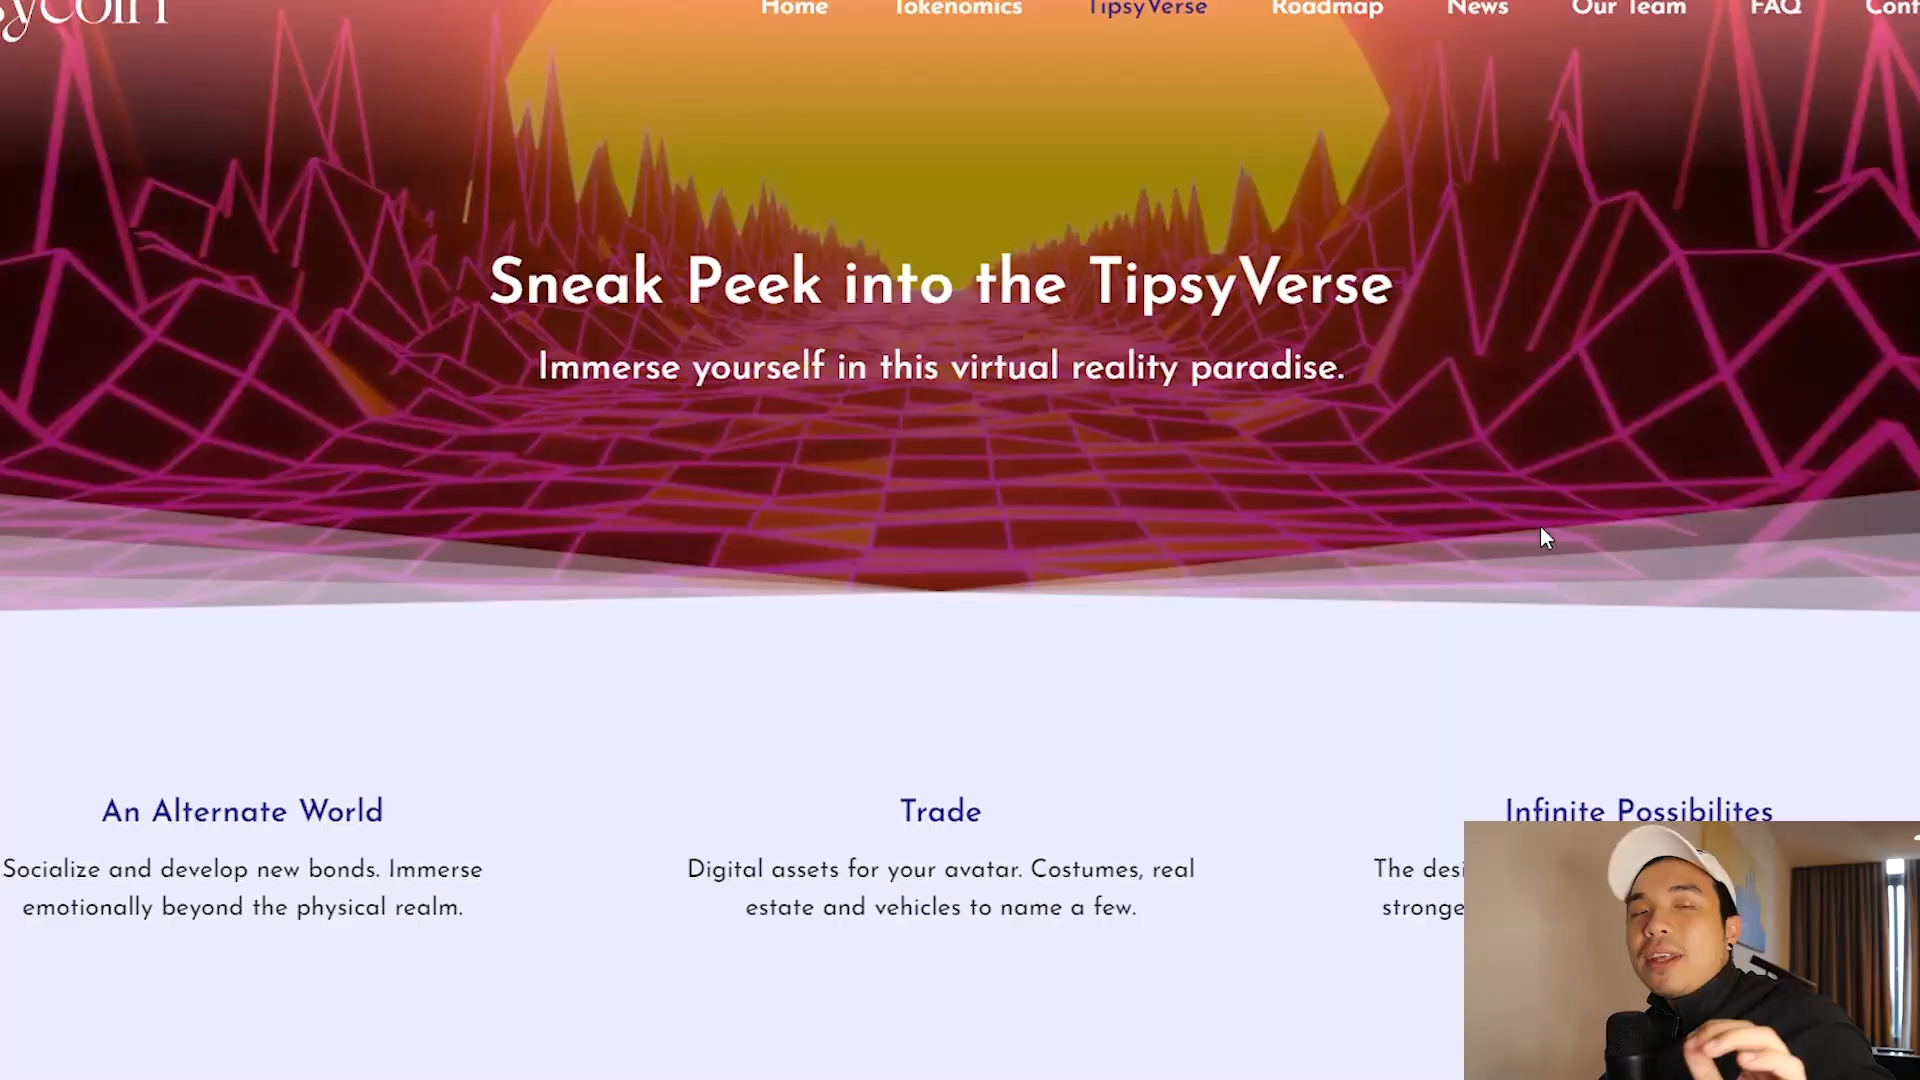 Home Tokenomics TipsyVerse Roadmap News Our Team FAQ
Sneak Peek into the TipsyVerse
Immerse yourself in this virtual reality paradise.
An Alternate World
Socialize and develop new bonds. Immerse
emotionally beyond the physical realm.
Trade
Digital assets for your avatar. Costumes, real
estate and vehicles to name a few.
Infinite Possibilites
The